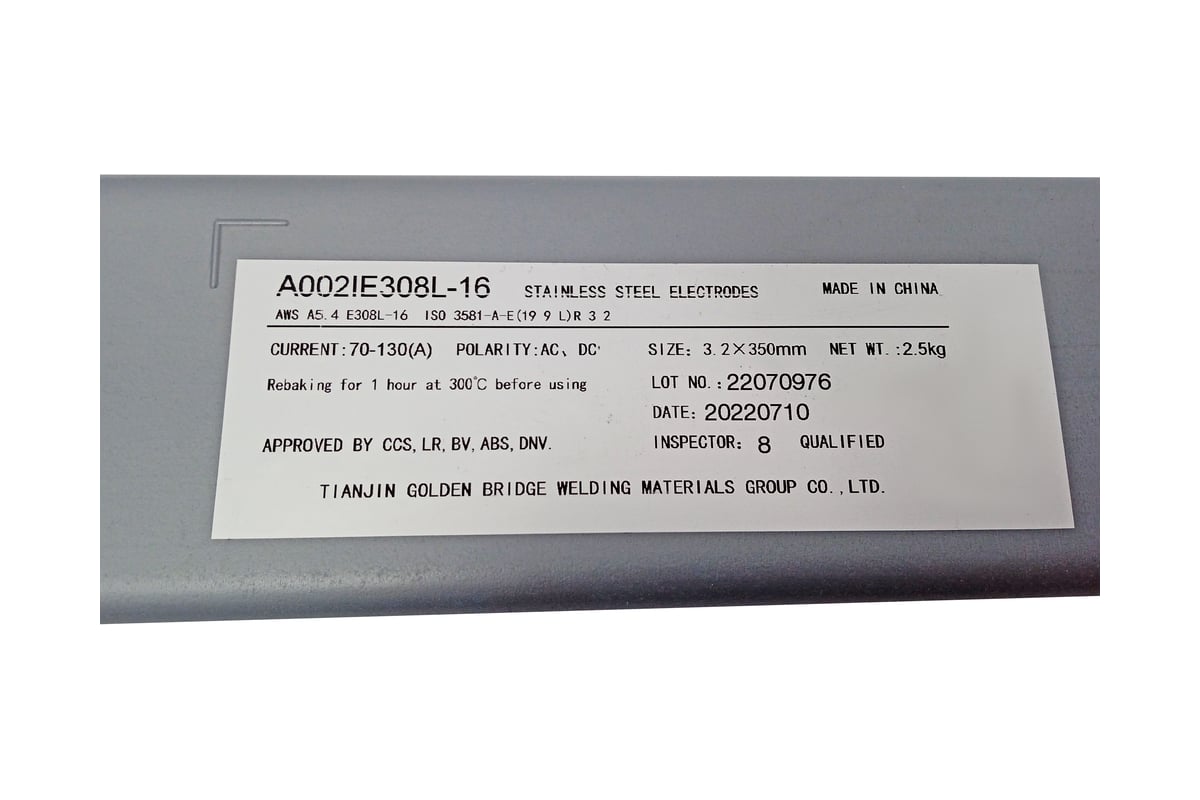 A002IE308L-16 STAINLESS STEEL ELECTRODES MADE IN CHINA
AWS A5.4 E308L-16 ISO 3581-A-E(19 9 L)R 3 2
CURRENT:70-130(A) POLARITY:AC、DC+ SIZE: 3.2×350mm NET WT.:2.5kg
Rebaking for 1 hour at 300℃ before using LOT NO.: 22070976
DATE: 20220710
APPROVED BY CCS, LR, BV, ABS, DNV. INSPECTOR: 8 QUALIFIED
TIANJIN GOLDEN BRIDGE WELDING MATERIALS GROUP CO.,LTD.